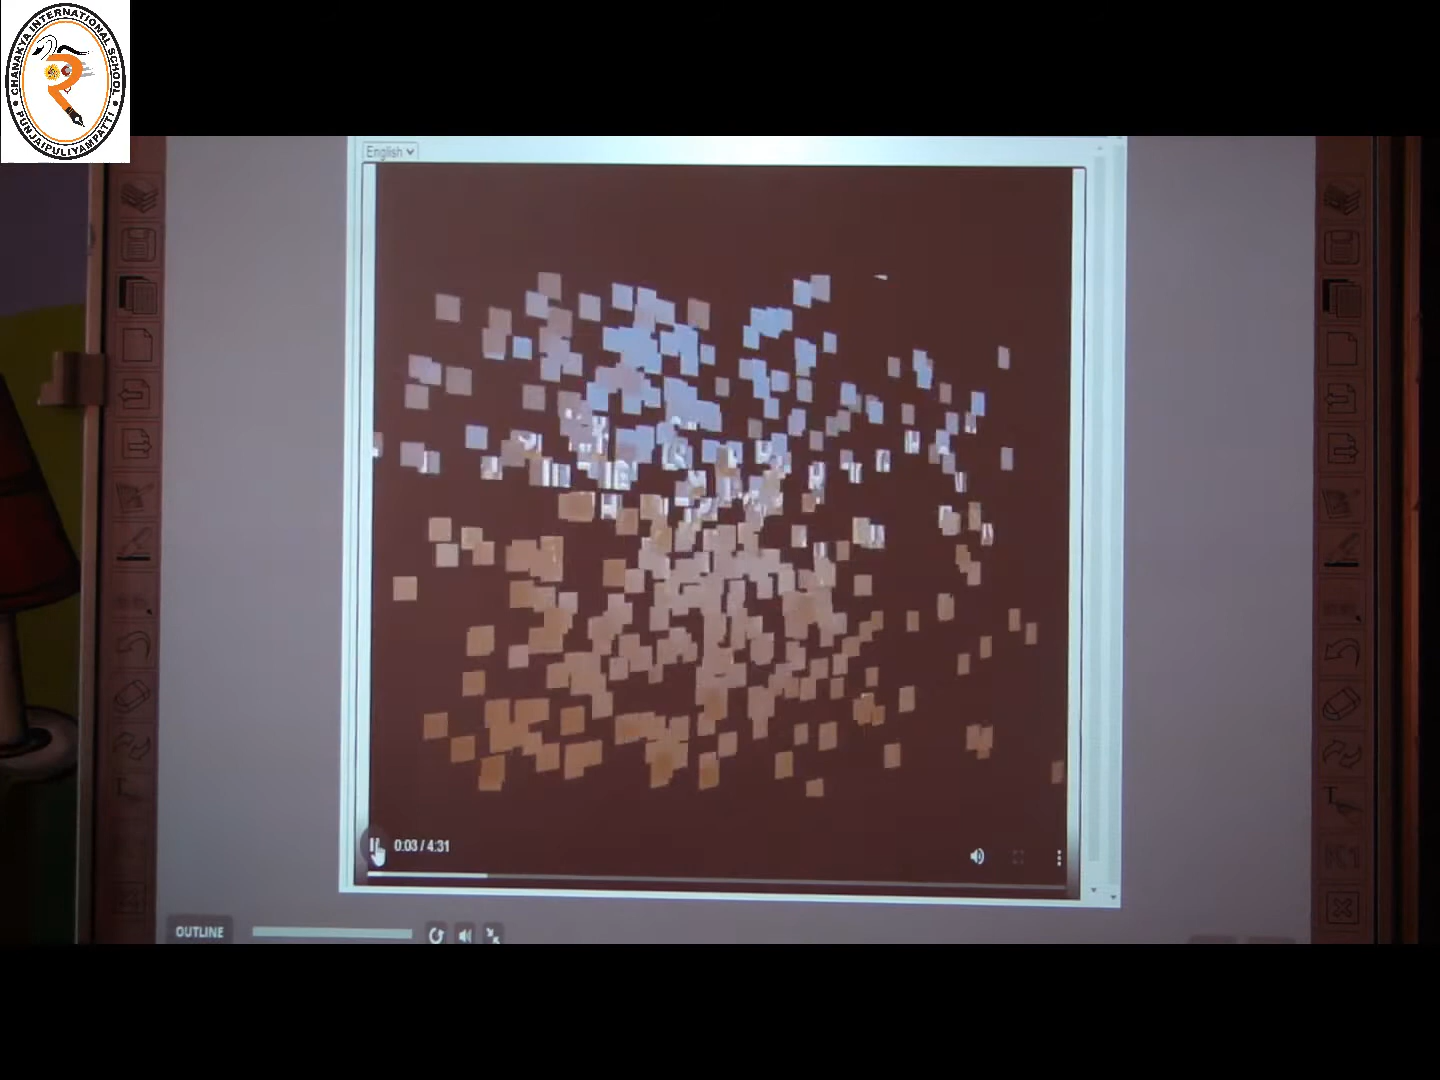 CHANAKYA INTERNATIONAL SCHOOL
• PUNJAIPULIYAMPATTI •
English
0:03 / 4:31
OUTLINE
T